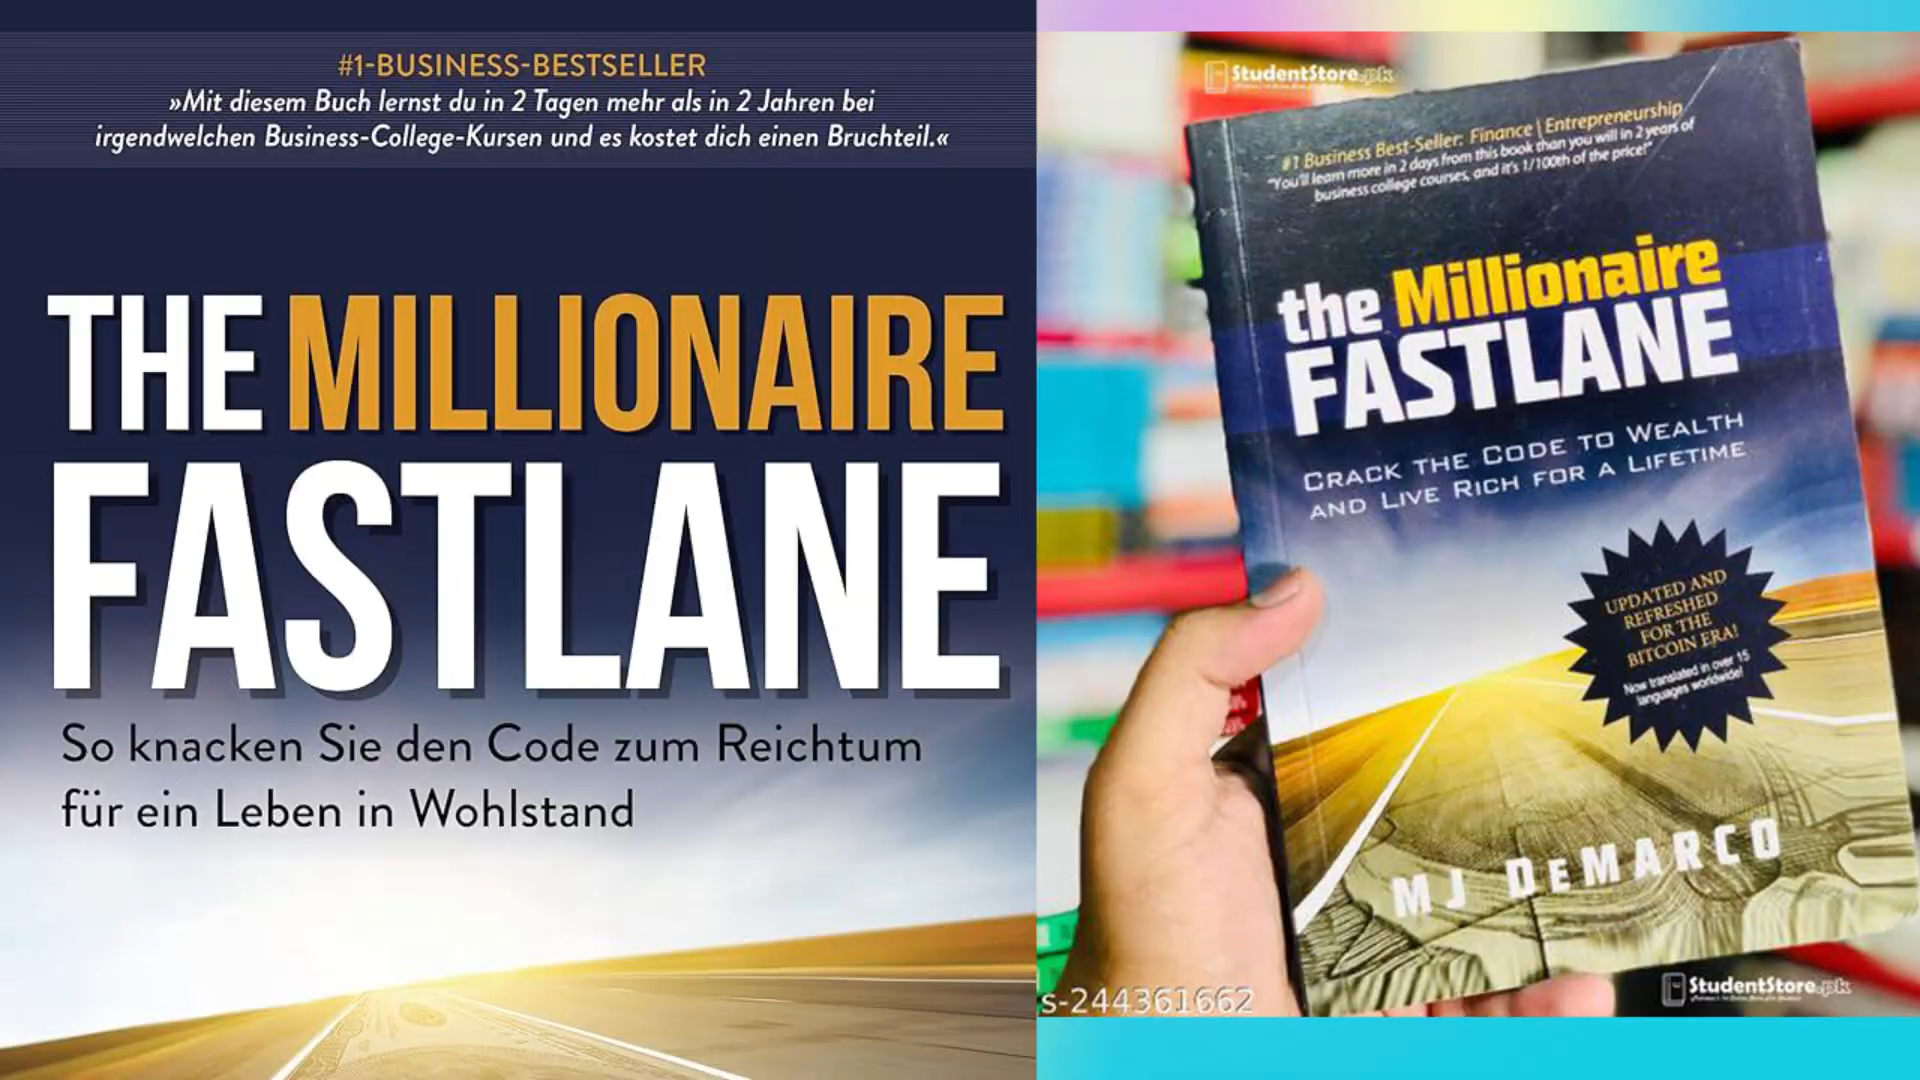 #1-BUSINESS-BESTSELLER
»Mit diesem Buch lernst du in 2 Tagen mehr als in 2 Jahren bei
irgendwelchen Business-College-Kursen und es kostet dich einen Bruchteil.«
THE MILLIONAIRE
FASTLANE
So knacken Sie den Code zum Reichtum
für ein Leben in Wohlstand
StudentStore.pk
#1 Business Best-Seller: Finance | Entrepreneurship
"You'll learn more in 2 days from this book than you will in 2 years of
business college courses, and it's 1/100th of the price!"
the Millionaire
FASTLANE
CRACK THE CODE TO WEALTH
AND LIVE RICH FOR A LIFETIME
UPDATED AND
REFRESHED
FOR THE
BITCOIN ERA!
Now translated in over 15
languages worldwide!
MJ DEMARCO
s-244361662
StudentStore.pk